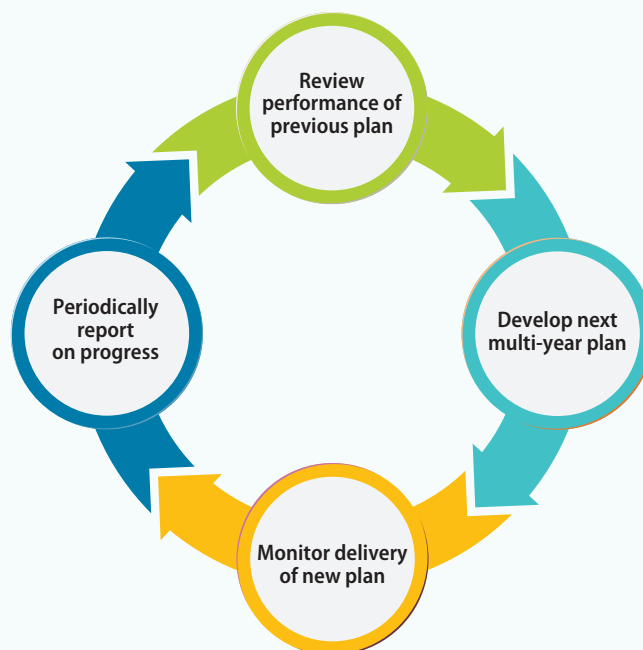 Review
performance of
previous plan
Develop next
multi-year plan
Monitor delivery
of new plan
Periodically
report
on progress